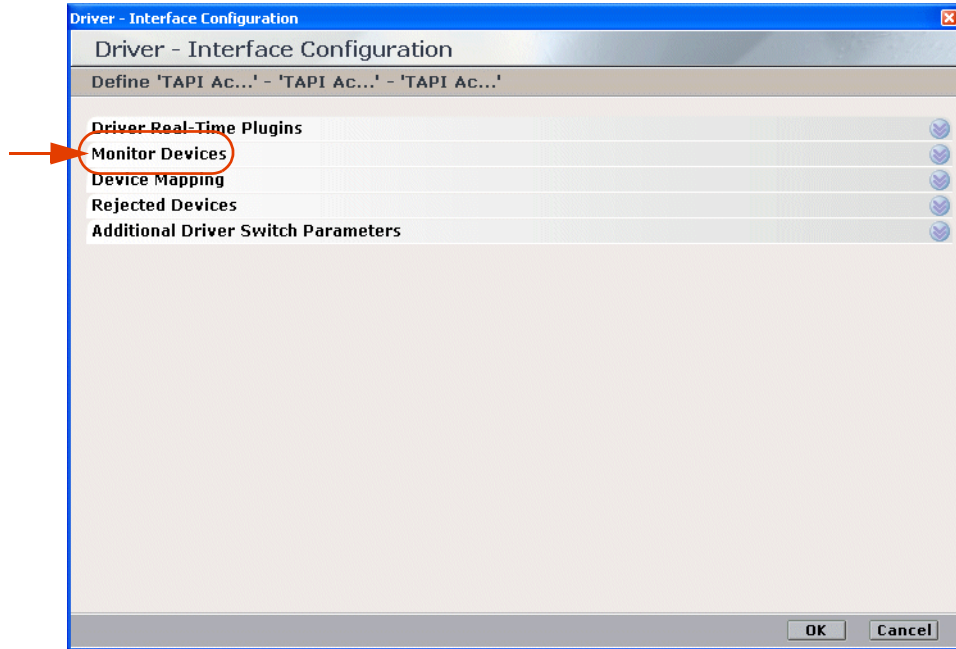 Driver - Interface Configuration
Driver - Interface Configuration
Define 'TAPI Ac...' - 'TAPI Ac...' - 'TAPI Ac...'
Driver Real-Time Plugins
Monitor Devices
Device Mapping
Rejected Devices
Additional Driver Switch Parameters
OK Cancel